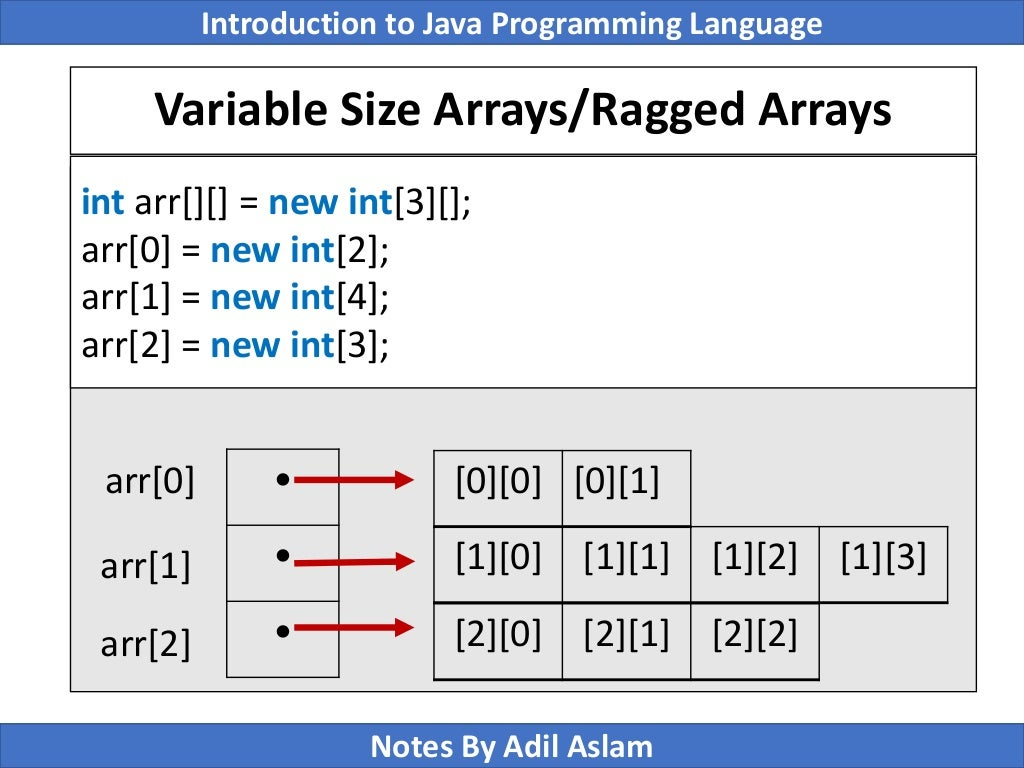 Introduction to Java Programming Language
Variable Size Arrays/Ragged Arrays
int arr[][] = new int[3][];
arr[0] = new int[2];
arr[1] = new int[4];
arr[2] = new int[3];
arr[0] • [0][0] [0][1]
arr[1] • [1][0] [1][1] [1][2] [1][3]
arr[2] • [2][0] [2][1] [2][2]
Notes By Adil Aslam